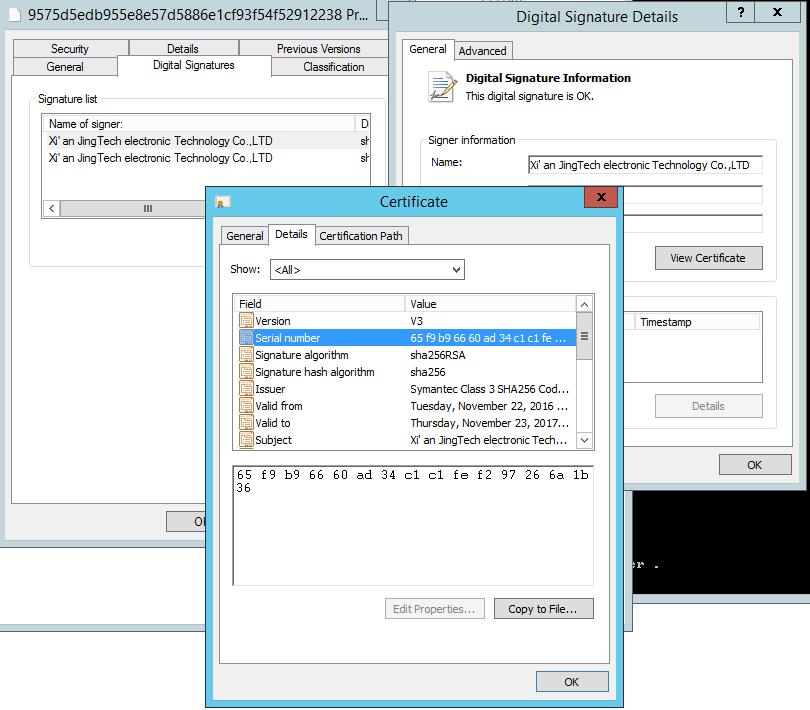 9575d5edb955e8e57d5886e1cf93f54f52912238 Pr...
Security
Details
Previous Versions
General
Digital Signatures
Classification
Signature list
Name of signer:
D
Xi' an JingTech electronic Technology Co.,LTD
Xi' an JingTech electronic Technology Co.,LTD
Digital Signature Details
?
X
General
Advanced
Digital Signature Information
This digital signature is OK.
Signer information
Name:
Xi' an JingTech electronic Technology Co.,LTD
View Certificate
Timestamp
Details
OK
Certificate
X
General
Details
Certification Path
Show:
<All>
Field
Value
Version
V3
Serial number
65 f9 b9 66 60 ad 34 c1 c1 fe ...
Signature algorithm
sha256RSA
Signature hash algorithm
sha256
Issuer
Symantec Class 3 SHA256 Cod...
Valid from
Tuesday, November 22, 2016 ...
Valid to
Thursday, November 23, 2017...
Subject
Xi' an JingTech electronic Tech...
65 f9 b9 66 60 ad 34 c1 c1 fe f2 97 26 6a 1b
36
Edit Properties...
Copy to File...
OK